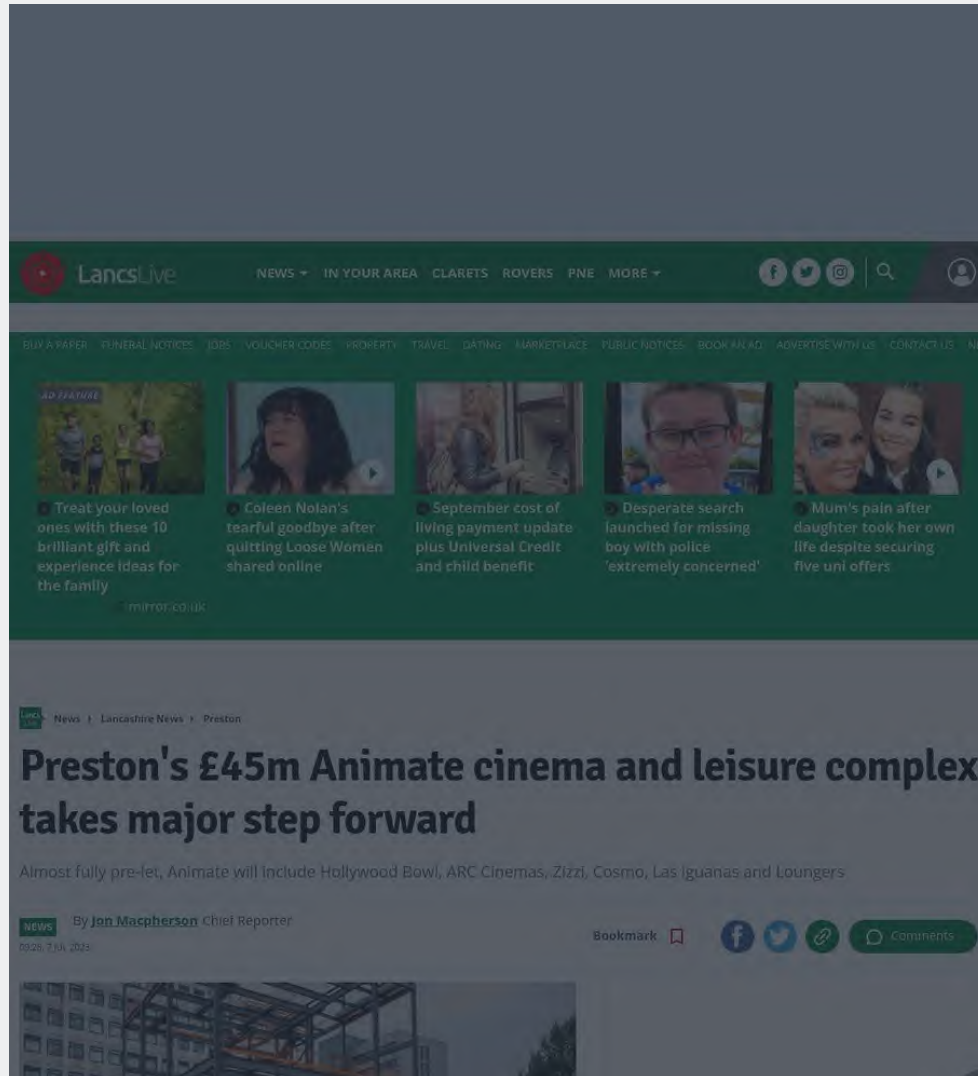 LancsLive
NEWS IN YOUR AREA CLARETS ROVERS PNE MORE
BUY A PAPER FUNERAL NOTICES JOBS VOUCHER CODES PROPERTY TRAVEL DATING MARKETPLACE PUBLIC NOTICES BOOK AN AD ADVERTISE WITH US CONTACT US
AD FEATURE
Treat your loved
ones with these 10
brilliant gift and
experience ideas for
the family
mirror.co.uk
Coleen Nolan's
tearful goodbye after
quitting Loose Women
shared online
September cost of
living payment update
plus Universal Credit
and child benefit
Desperate search
launched for missing
boy with police
'extremely concerned'
Mum's pain after
daughter took her own
life despite securing
five uni offers
News Lancashire News Preston
Preston's £45m Animate cinema and leisure complex
takes major step forward
Almost fully pre-let, Animate will include Hollywood Bowl, ARC Cinemas, Zizzi, Cosmo, Las Iguanas and Loungers
NEWS
By Jon Macpherson Chief Reporter
Bookmark
Comments